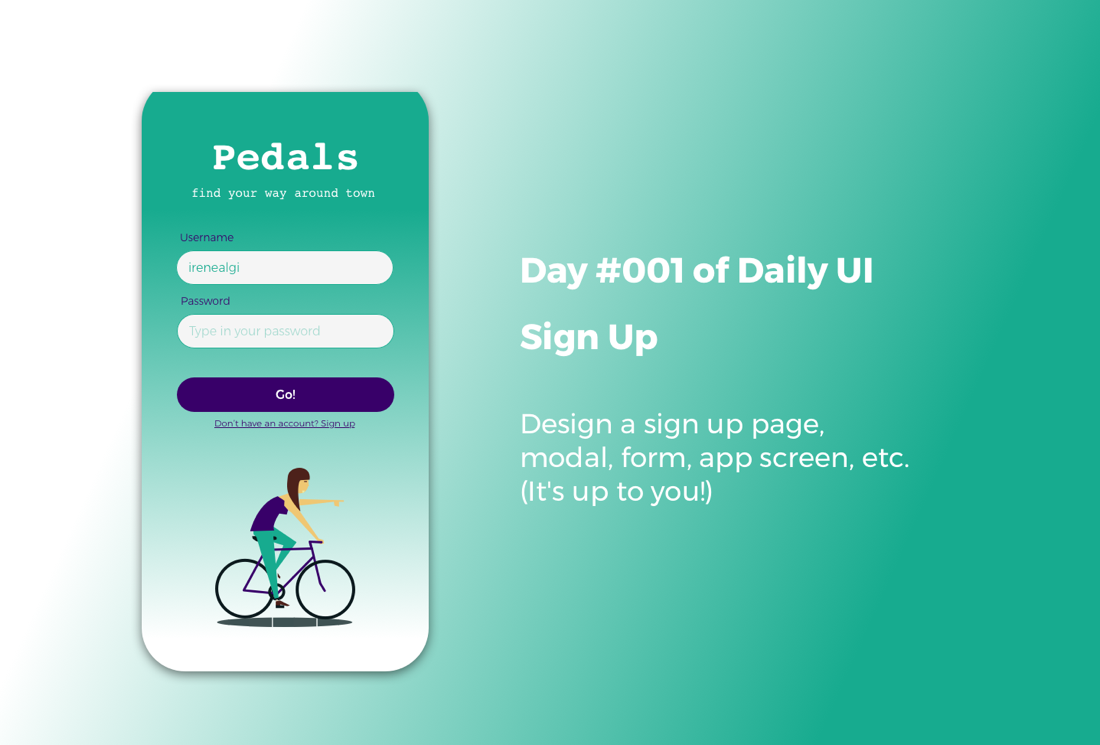 Pedals
find your way around town
Username
irenealgi
Password
Type in your password
Go!
Don't have an account? Sign up
Day #001 of Daily UI
Sign Up
Design a sign up page,
modal, form, app screen, etc.
(It's up to you!)